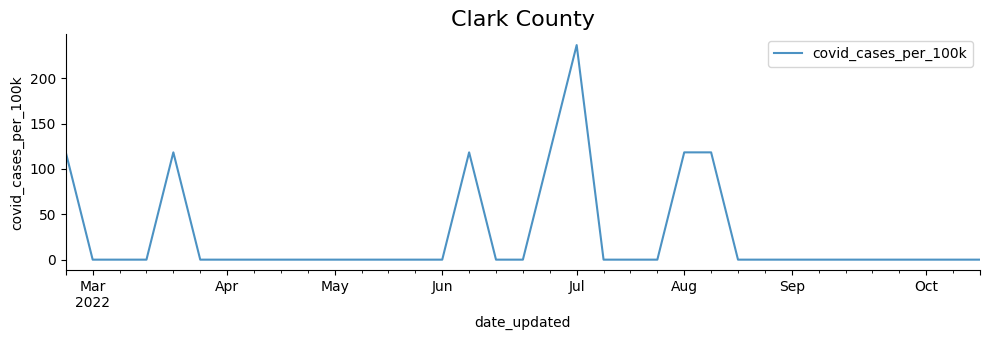 Clark County
covid_cases_per_100k
covid_cases_per_100k
200
150
100
50
0
Mar
2022
Apr
May
Jun
Jul
Aug
Sep
Oct
date_updated